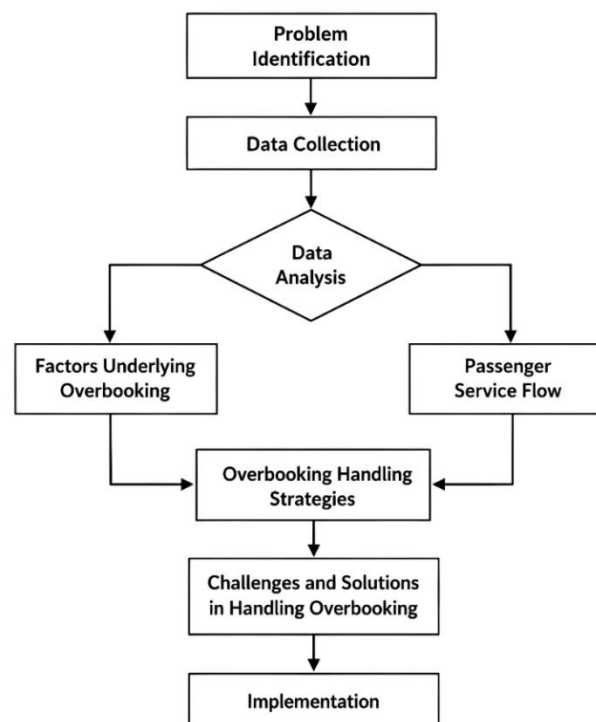 Problem
Identification
Data Collection
Data
Analysis
Factors Underlying
Overbooking
Passenger
Service Flow
Overbooking Handling
Strategies
Challenges and Solutions
in Handling Overbooking
Implementation